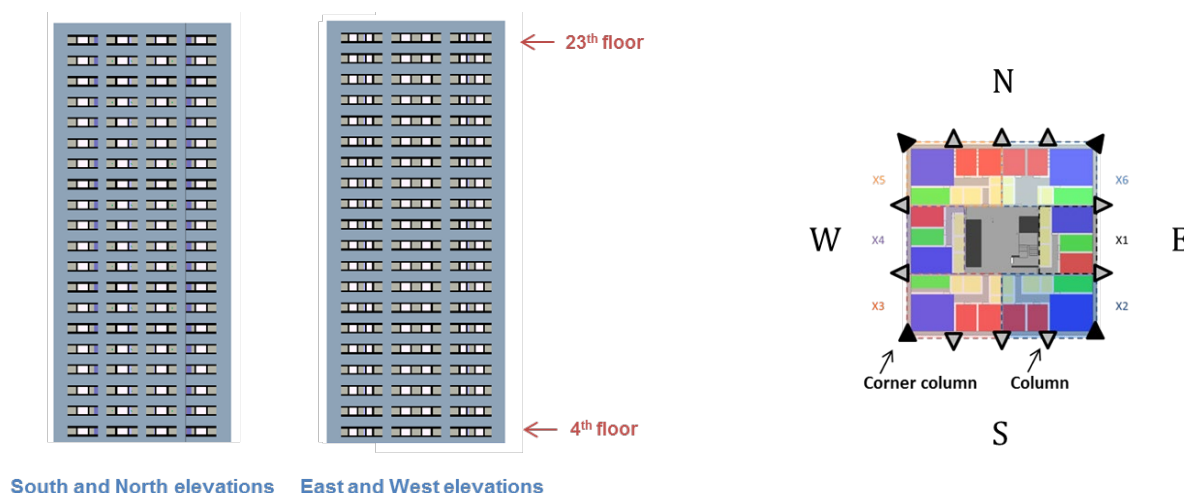 23th floor
4th floor
South and North elevations
East and West elevations
N
X5
X6
W
X4
X1
E
X3
X2
Corner column
Column
S